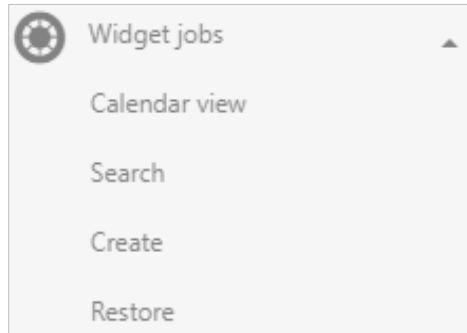 Widget jobs
Calendar view
Search
Create
Restore